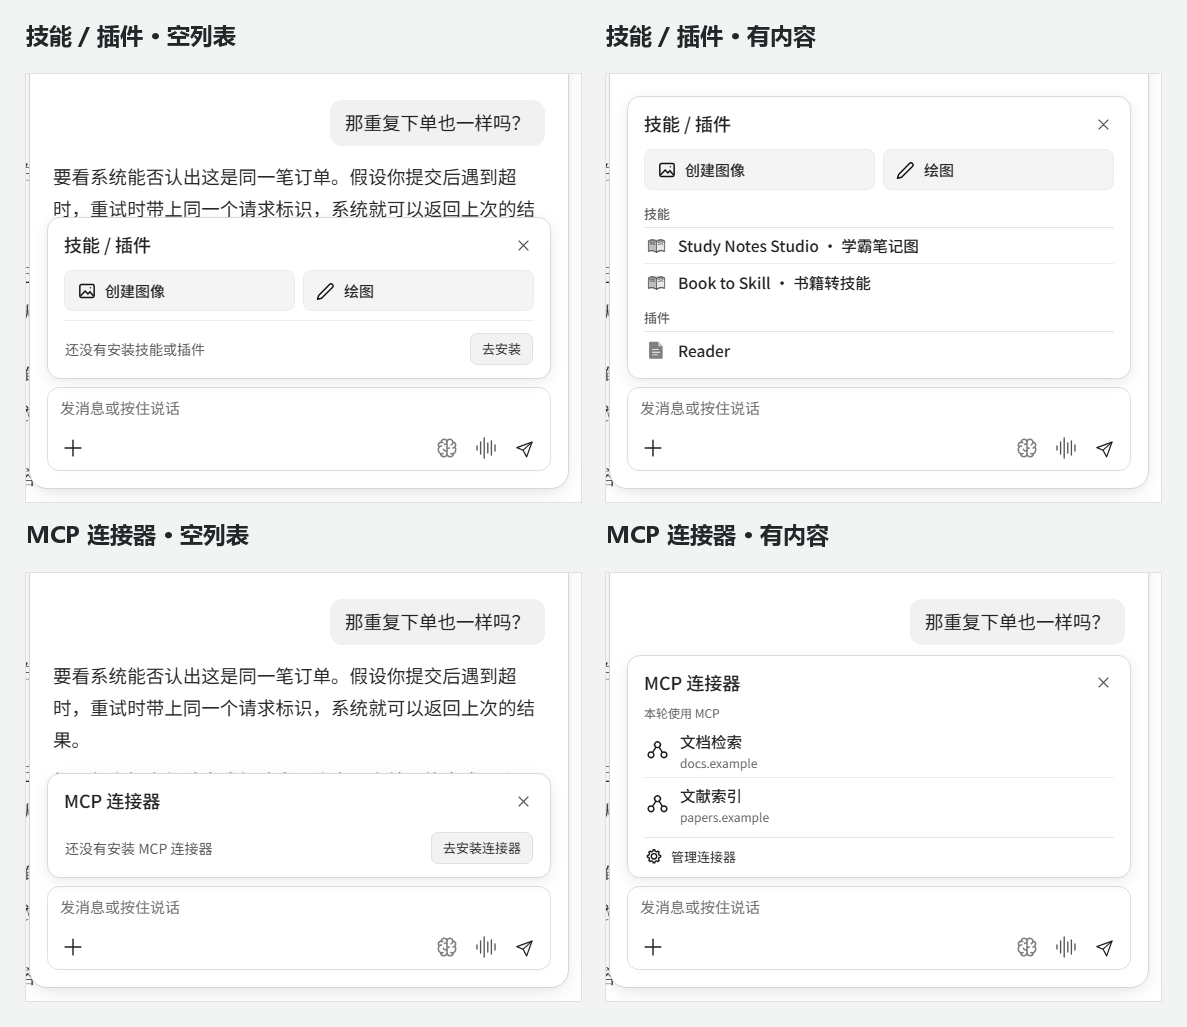 技能 / 插件 • 空列表
那重复下单也一样吗？
要看系统能否认出这是同一笔订单。假设你提交后遇到超
时，重试时带上同一个请求标识，系统就可以返回上次的结
技能 / 插件
创建图像
绘图
还没有安装技能或插件
去安装
发消息或按住说话
技能 / 插件 • 有内容
技能 / 插件
创建图像
绘图
技能
Study Notes Studio • 学霸笔记图
Book to Skill • 书籍转技能
插件
Reader
发消息或按住说话
MCP 连接器 • 空列表
那重复下单也一样吗？
要看系统能否认出这是同一笔订单。假设你提交后遇到超
时，重试时带上同一个请求标识，系统就可以返回上次的结
果。
MCP 连接器
还没有安装 MCP 连接器
去安装连接器
发消息或按住说话
MCP 连接器 • 有内容
那重复下单也一样吗？
MCP 连接器
本轮使用 MCP
文档检索
docs.example
文献索引
papers.example
管理连接器
发消息或按住说话